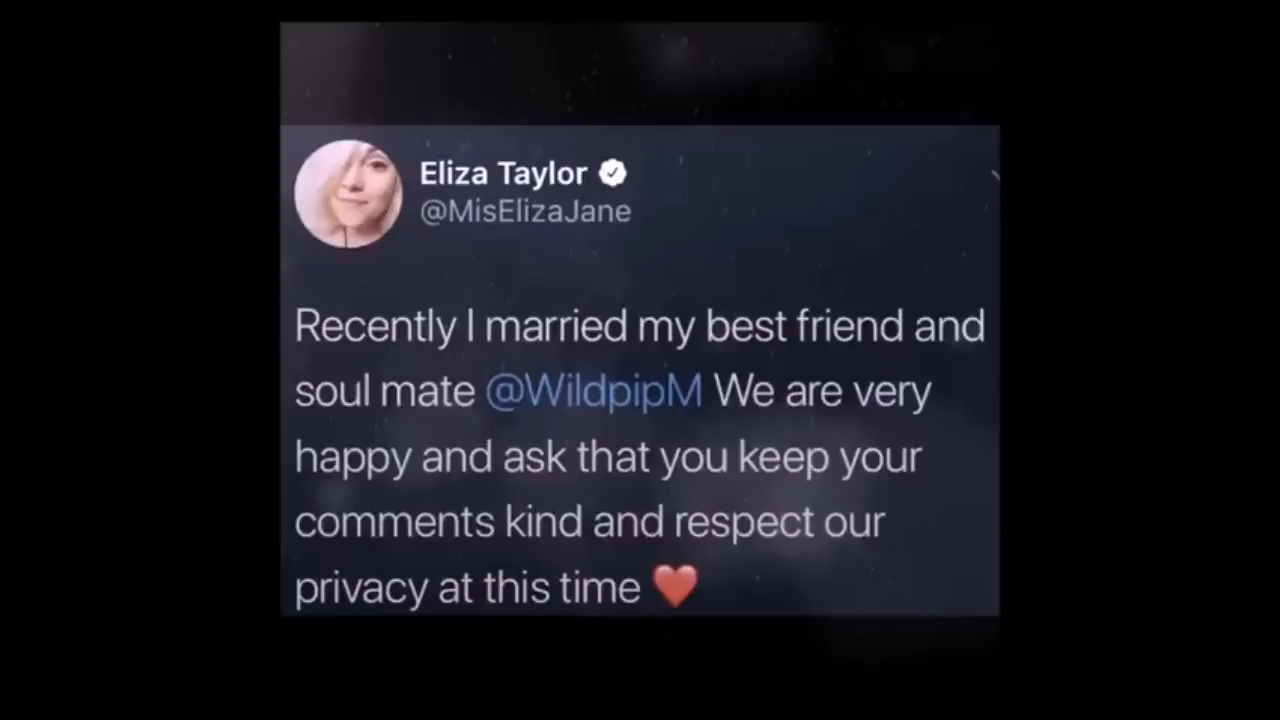 Eliza Taylor
@MisElizaJane
Recently I married my best friend and
soul mate @WildpipM We are very
happy and ask that you keep your
comments kind and respect our
privacy at this time ❤️